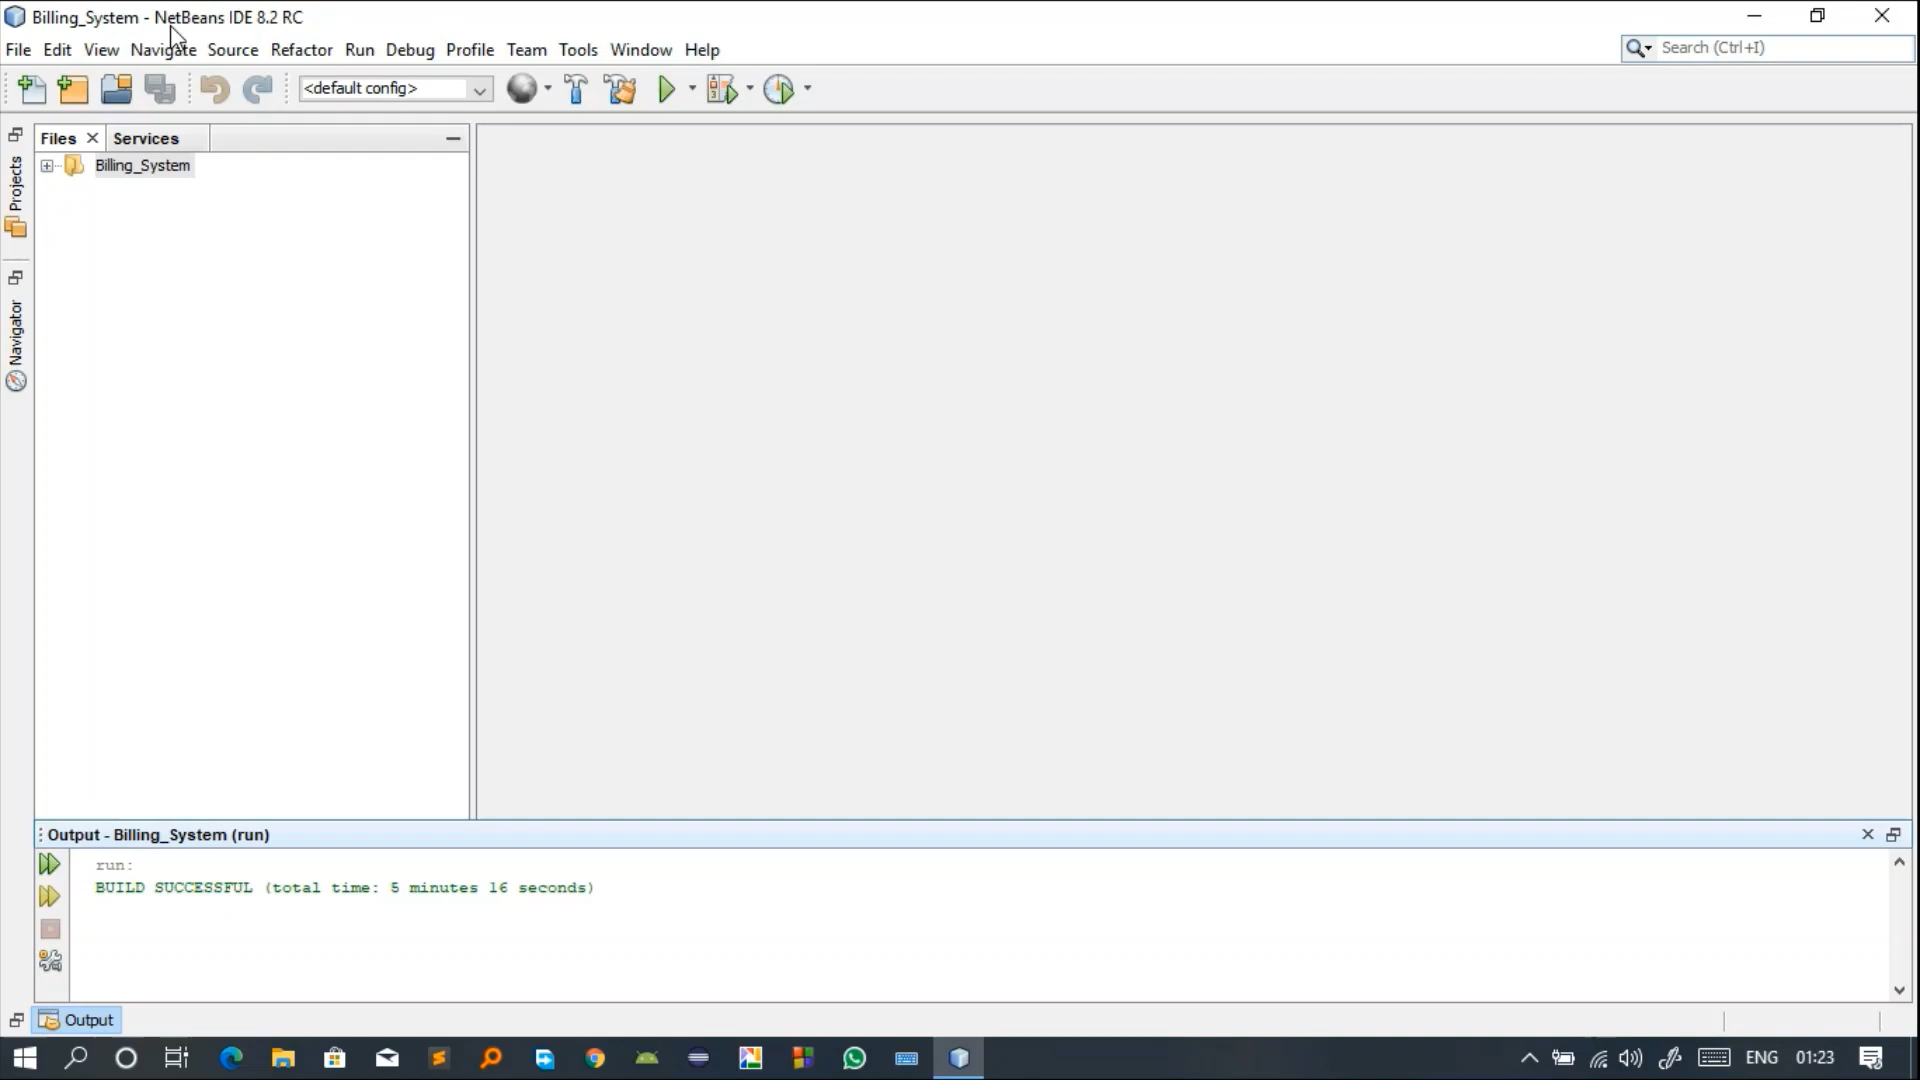 Billing_System - NetBeans IDE 8.2 RC
File Edit View Navigate Source Refactor Run Debug Profile Team Tools Window Help
Search (Ctrl+I)
<default config>
Files Services
Billing_System
Projects
Navigator
Output - Billing_System (run)
run:
BUILD SUCCESSFUL (total time: 5 minutes 16 seconds)
Output
ENG 01:23